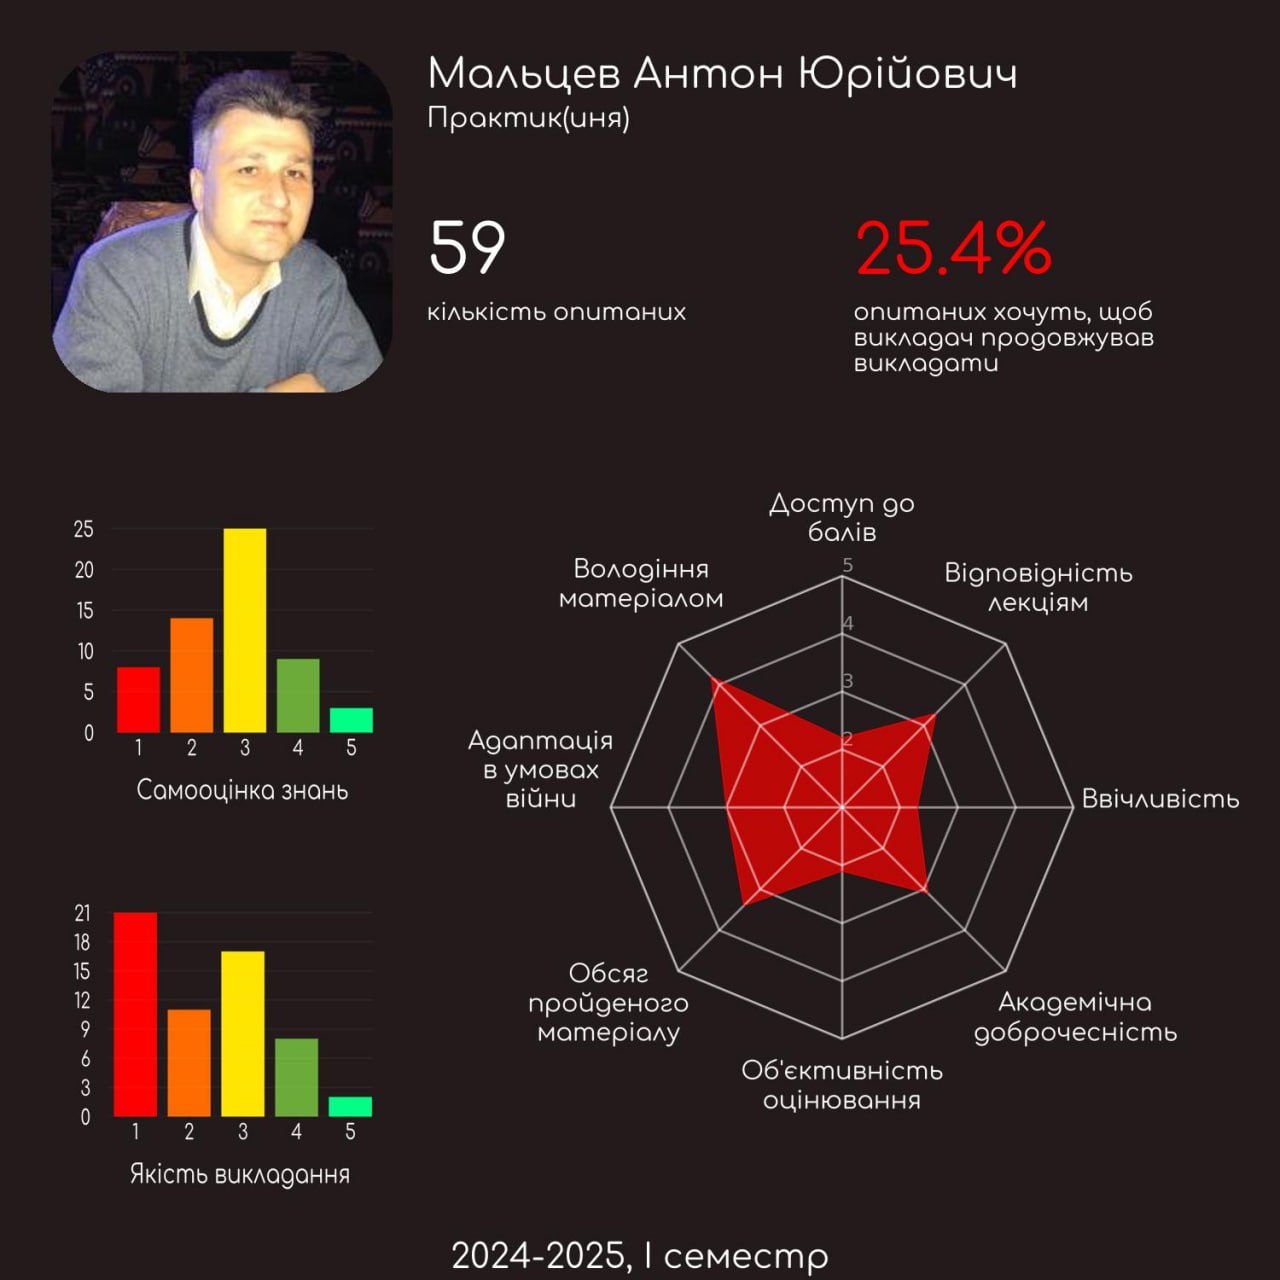 Мальцев Антон Юрійович
Практик(иня)
59
кількість опитаних
25.4%
опитаних хочуть, щоб
викладач продовжував
викладати
25
20
15
10
5
0
1 2 3 4 5
Самооцінка знань
21
18
15
12
9
6
3
0
1 2 3 4 5
Якість викладання
Доступ до
балів
Відповідність
лекціям
Ввічливість
Академічна
доброчесність
Об'єктивність
оцінювання
Обсяг
пройденого
матеріалу
Адаптація
в умовах
війни
Володіння
матеріалом
5
4
3
2
2024-2025, I семестр